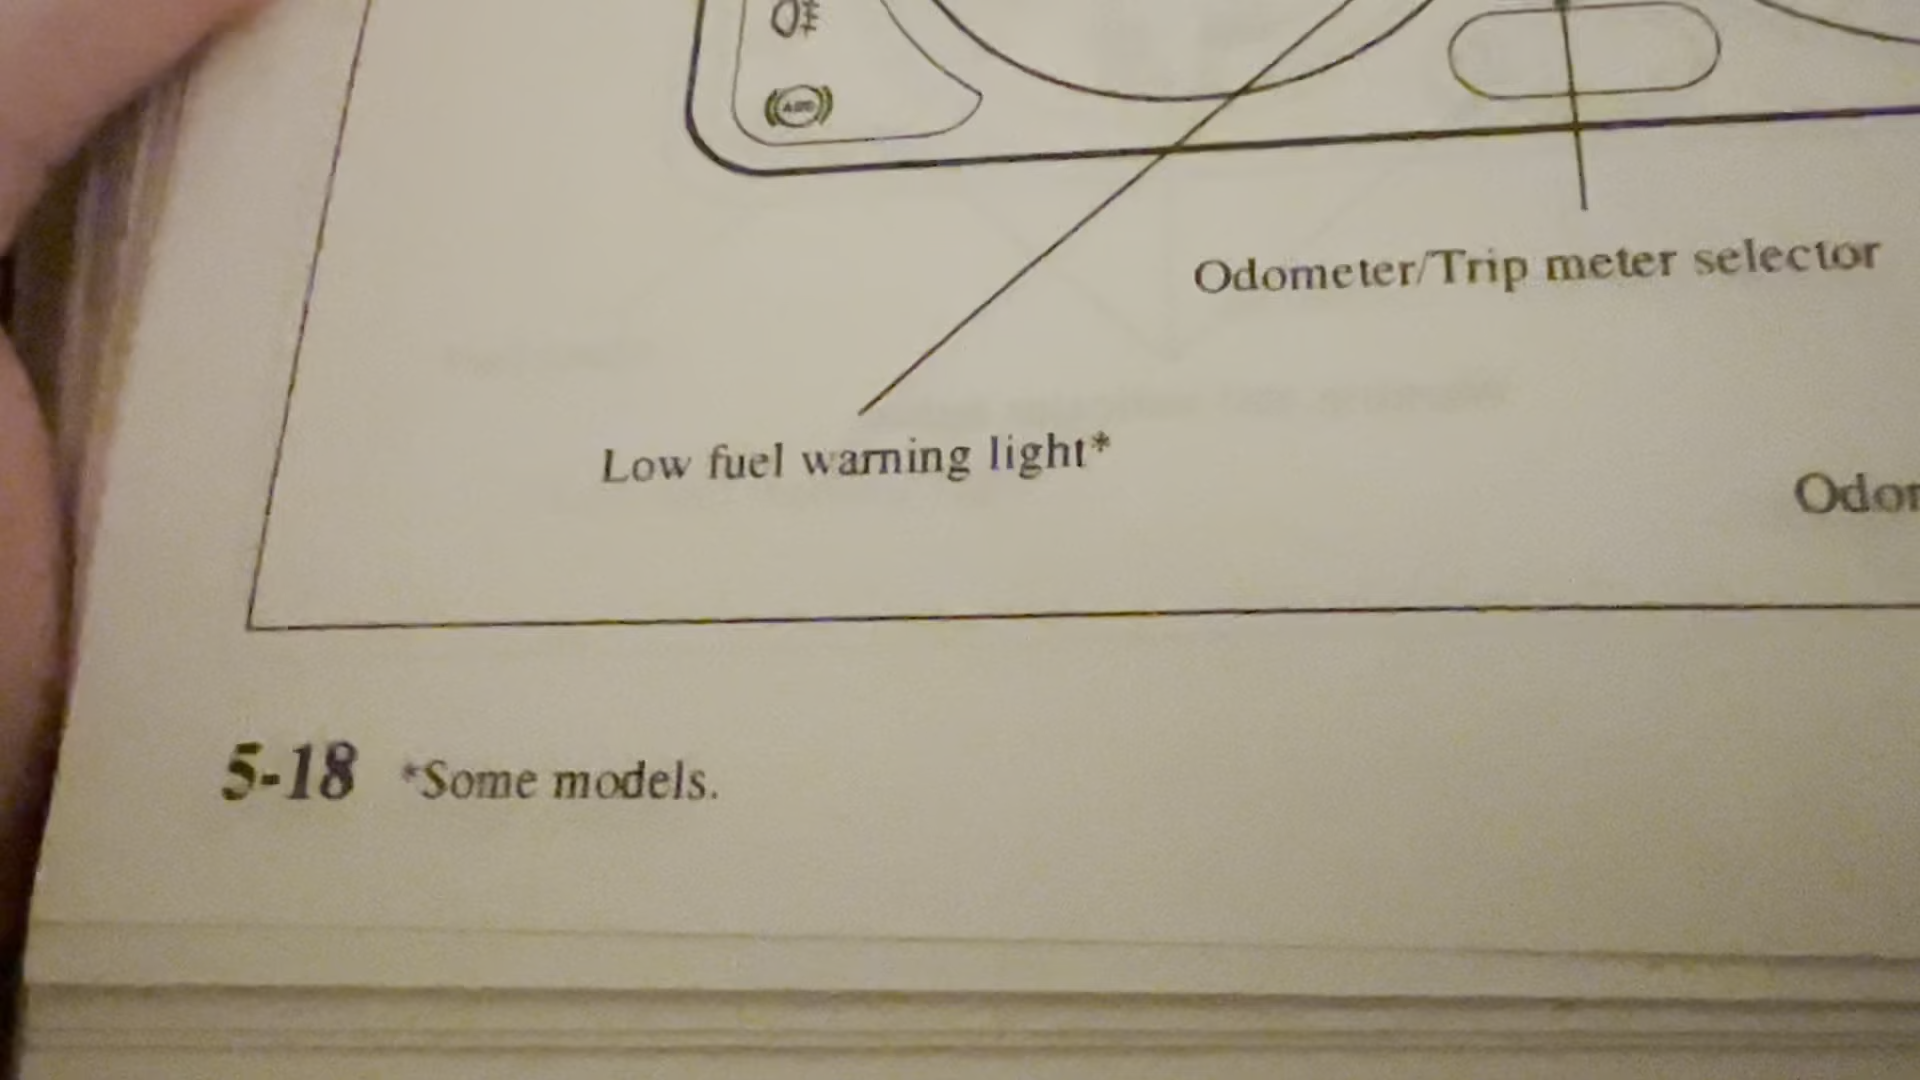 Odometer/Trip meter selector
Low fuel warning light*
5-18 *Some models.